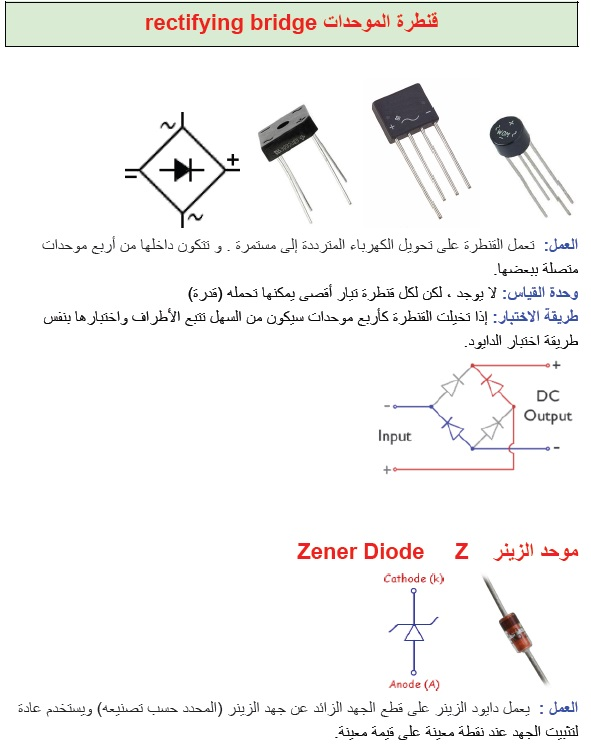 قنطرة الموحدات rectifying bridge
~
+
=
~
+
~
-
WOM
+
العمل: تعمل القنطرة على تحويل الكهرباء المترددة إلى مستمرة . و تتكون داخلها من أربع موحدات
متصلة ببعضها.
وحدة القياس: لا يوجد ، لكن لكل قنطرة تيار أقصى يمكنها تحمله (قدرة)
طريقة الاختبار: إذا تخيلت القنطرة كأربع موحدات سيكون من السهل تتبع الأطراف واختبارها بنفس
طريقة اختبار الدايود.
+
-
DC
Output
Input
-
+
موحد الزينر Zener Diode Z
Cathode (k)
Anode (A)
العمل : يعمل دايود الزينر على قطع الجهد الزائد عن جهد الزينر (المحدد حسب تصنيعه) ويستخدم عادة
لتثبيت الجهد عند نقطة معينة على قيمة معينة.